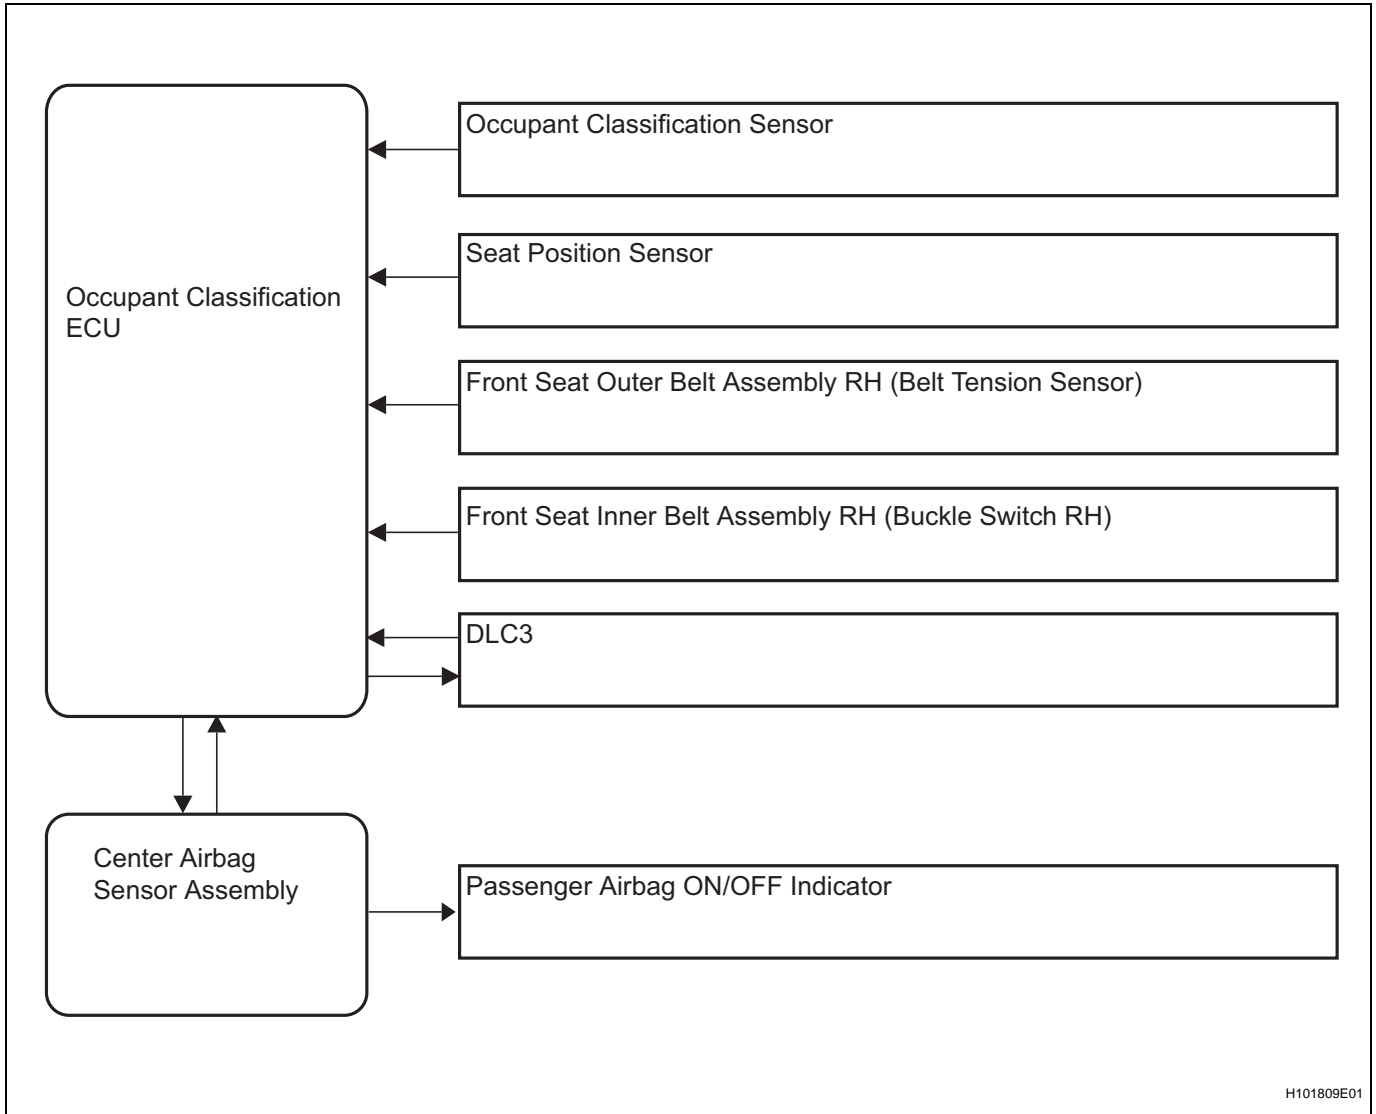 Occupant Classification Sensor
Seat Position Sensor
Occupant Classification
ECU
Front Seat Outer Belt Assembly RH (Belt Tension Sensor)
Front Seat Inner Belt Assembly RH (Buckle Switch RH)
DLC3
Center Airbag
Sensor Assembly
Passenger Airbag ON/OFF Indicator
H101809E01